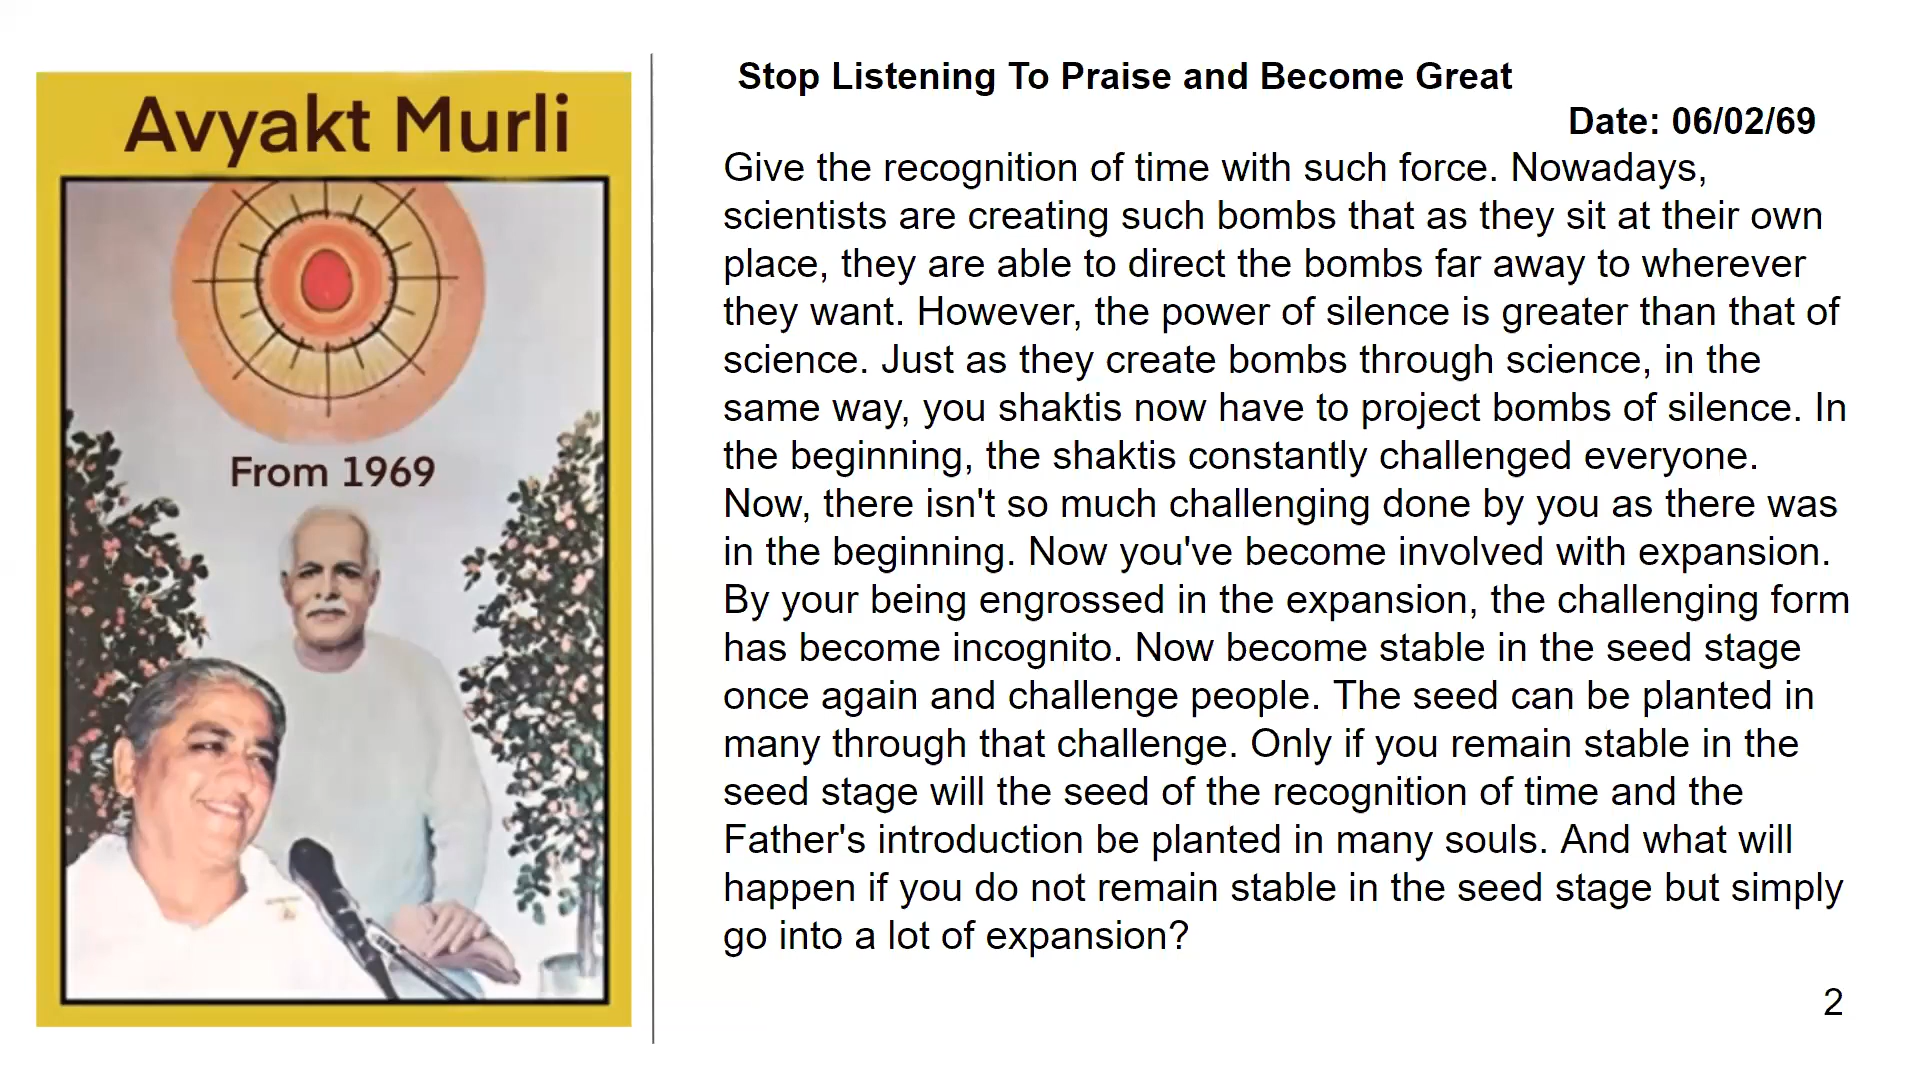 Avyakt Murli
From 1969
Stop Listening To Praise and Become Great
Date: 06/02/69
Give the recognition of time with such force. Nowadays,
scientists are creating such bombs that as they sit at their own
place, they are able to direct the bombs far away to wherever
they want. However, the power of silence is greater than that of
science. Just as they create bombs through science, in the
same way, you shaktis now have to project bombs of silence. In
the beginning, the shaktis constantly challenged everyone.
Now, there isn't so much challenging done by you as there was
in the beginning. Now you've become involved with expansion.
By your being engrossed in the expansion, the challenging form
has become incognito. Now become stable in the seed stage
once again and challenge people. The seed can be planted in
many through that challenge. Only if you remain stable in the
seed stage will the seed of the recognition of time and the
Father's introduction be planted in many souls. And what will
happen if you do not remain stable in the seed stage but simply
go into a lot of expansion?
2